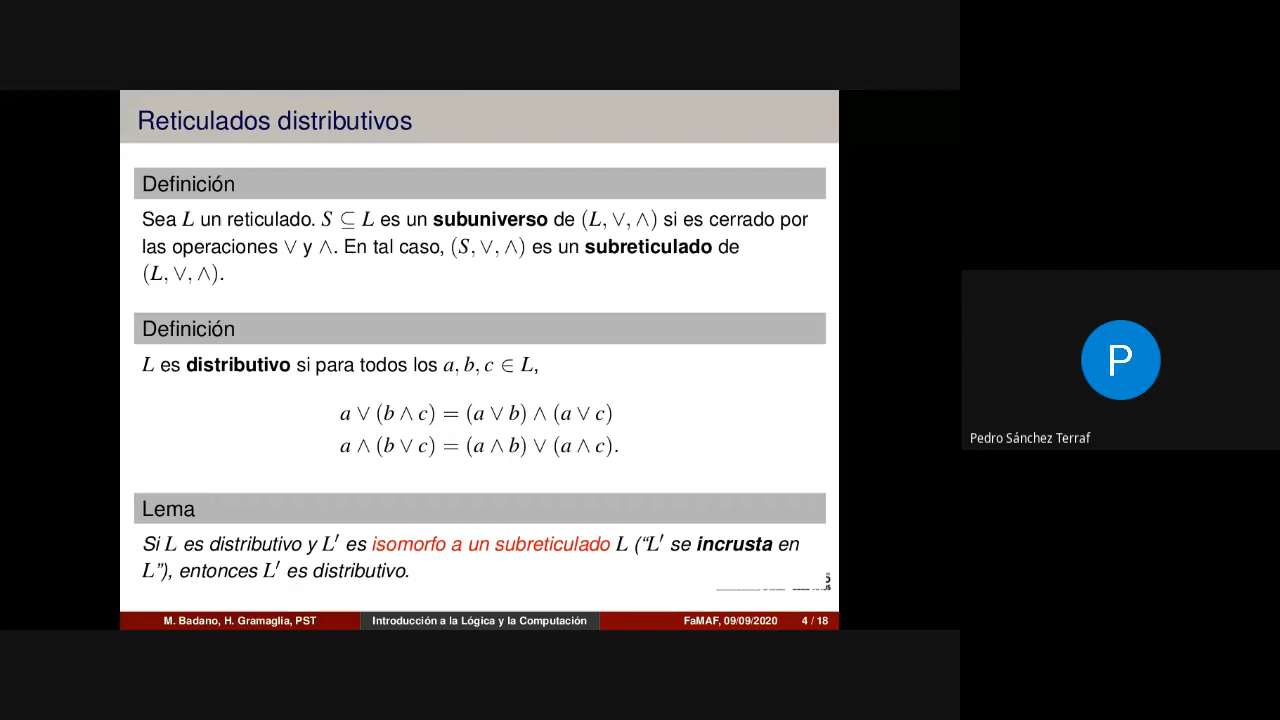 Reticulados distributivos
Definición
Sea L un reticulado. S ⊆ L es un subuniverso de (L, ∨, ∧) si es cerrado por
las operaciones ∨ y ∧. En tal caso, (S, ∨, ∧) es un subreticulado de
(L, ∨, ∧).
Definición
L es distributivo si para todos los a, b, c ∈ L,
a ∨ (b ∧ c) = (a ∨ b) ∧ (a ∨ c)
a ∧ (b ∨ c) = (a ∧ b) ∨ (a ∧ c).
Lema
Si L es distributivo y L′ es isomorfo a un subreticulado L (“L′ se incrusta en
L”), entonces L′ es distributivo.
M. Badano, H. Gramaglia, PST Introducción a la Lógica y la Computación FaMAF, 09/09/2020 4 / 18
P
Pedro Sánchez Terraf